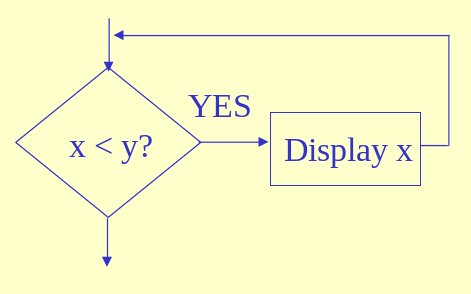 YES
x < y?
Display x